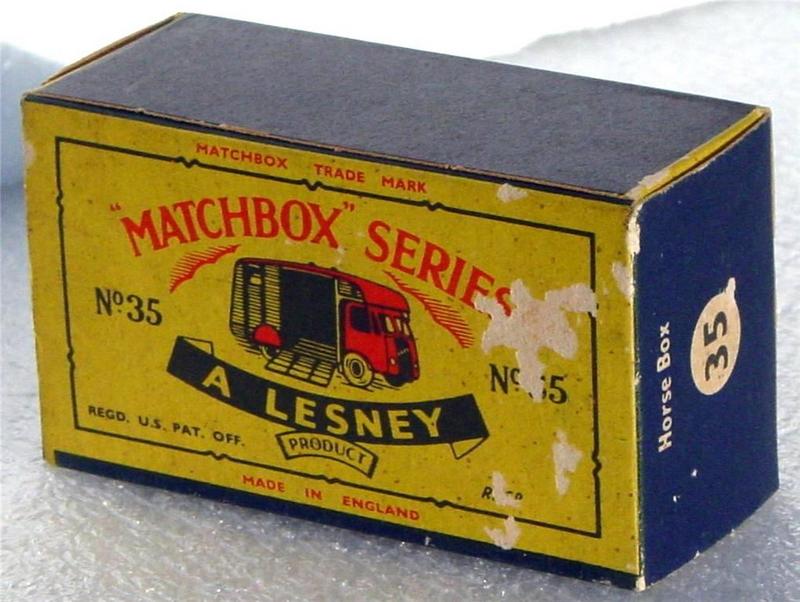 MATCHBOX TRADE MARK
"MATCHBOX" SERIES
Nº35
A LESNEY
PRODUCT
REGD. U.S. PAT. OFF.
MADE IN ENGLAND
Horse Box
35